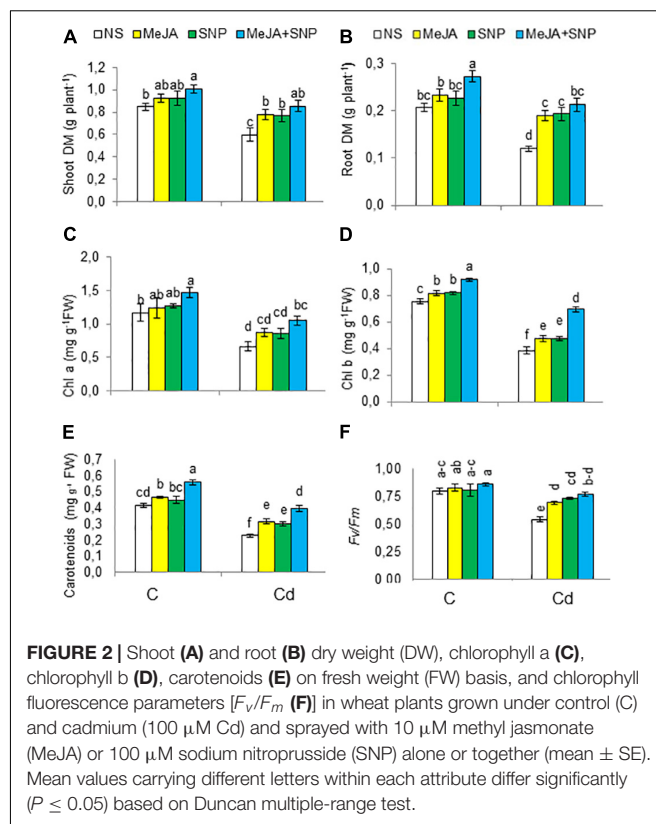 A □ NS ■ MeJA ■ SNP ■ MeJA+SNP
Shoot DM (g plant⁻¹)
1,2
1,0
0,8
0,6
0,4
0,2
0,0
b ab ab a
c b b ab
B □ NS ■ MeJA ■ SNP ■ MeJA+SNP
Root DM (g plant⁻¹)
0,3
0,2
0,1
0,0
bc b bc a
d c c bc
C
Chl a (mg g⁻¹FW)
2,0
1,5
1,0
0,5
0,0
b ab ab a
d cd cd bc
D
Chl b (mg g⁻¹FW)
1,0
0,8
0,6
0,4
0,2
0,0
c b b a
f e e d
E
Carotenoids (mg g⁻¹ FW)
0,7
0,6
0,5
0,4
0,3
0,2
0,1
0,0
cd b bc a
f e e d
C Cd
F
Fv/Fm
1,00
0,75
0,50
0,25
0,00
a-c ab a-c a
e d cd b-d
C Cd
FIGURE 2 | Shoot (A) and root (B) dry weight (DW), chlorophyll a (C),
chlorophyll b (D), carotenoids (E) on fresh weight (FW) basis, and chlorophyll
fluorescence parameters [Fv/Fm (F)] in wheat plants grown under control (C)
and cadmium (100 μM Cd) and sprayed with 10 μM methyl jasmonate
(MeJA) or 100 μM sodium nitroprusside (SNP) alone or together (mean ± SE).
Mean values carrying different letters within each attribute differ significantly
(P ≤ 0.05) based on Duncan multiple-range test.